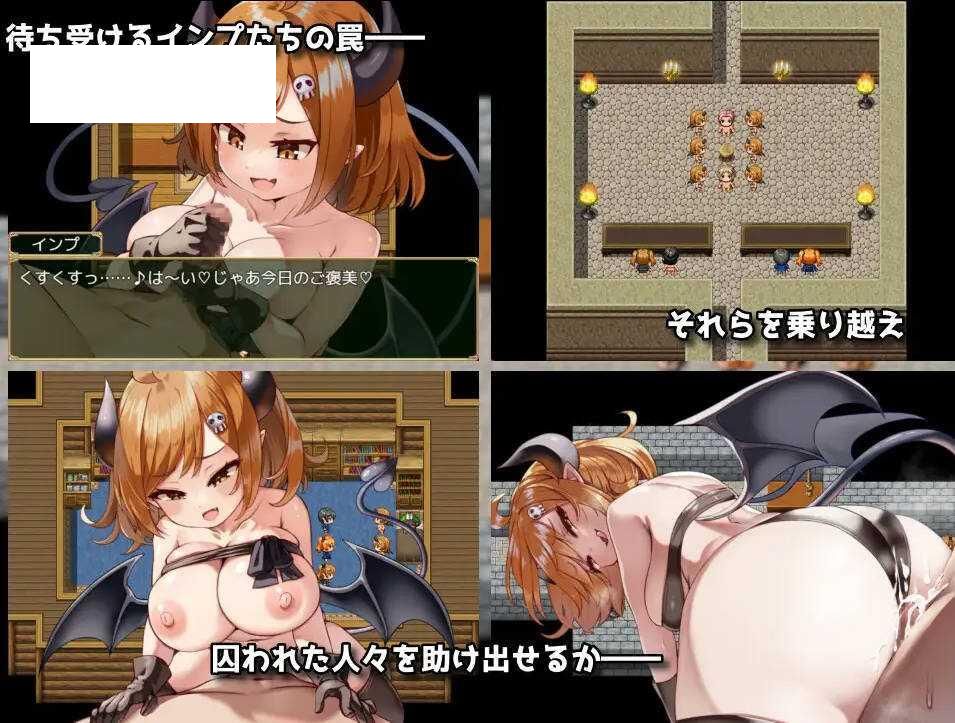 待ち受けるインプたちの罠――
インプ
くすくすっ……♪は～い♡じゃあ今日のご褒美♡
それらを乗り越え
囚われた人々を助け出せるか――